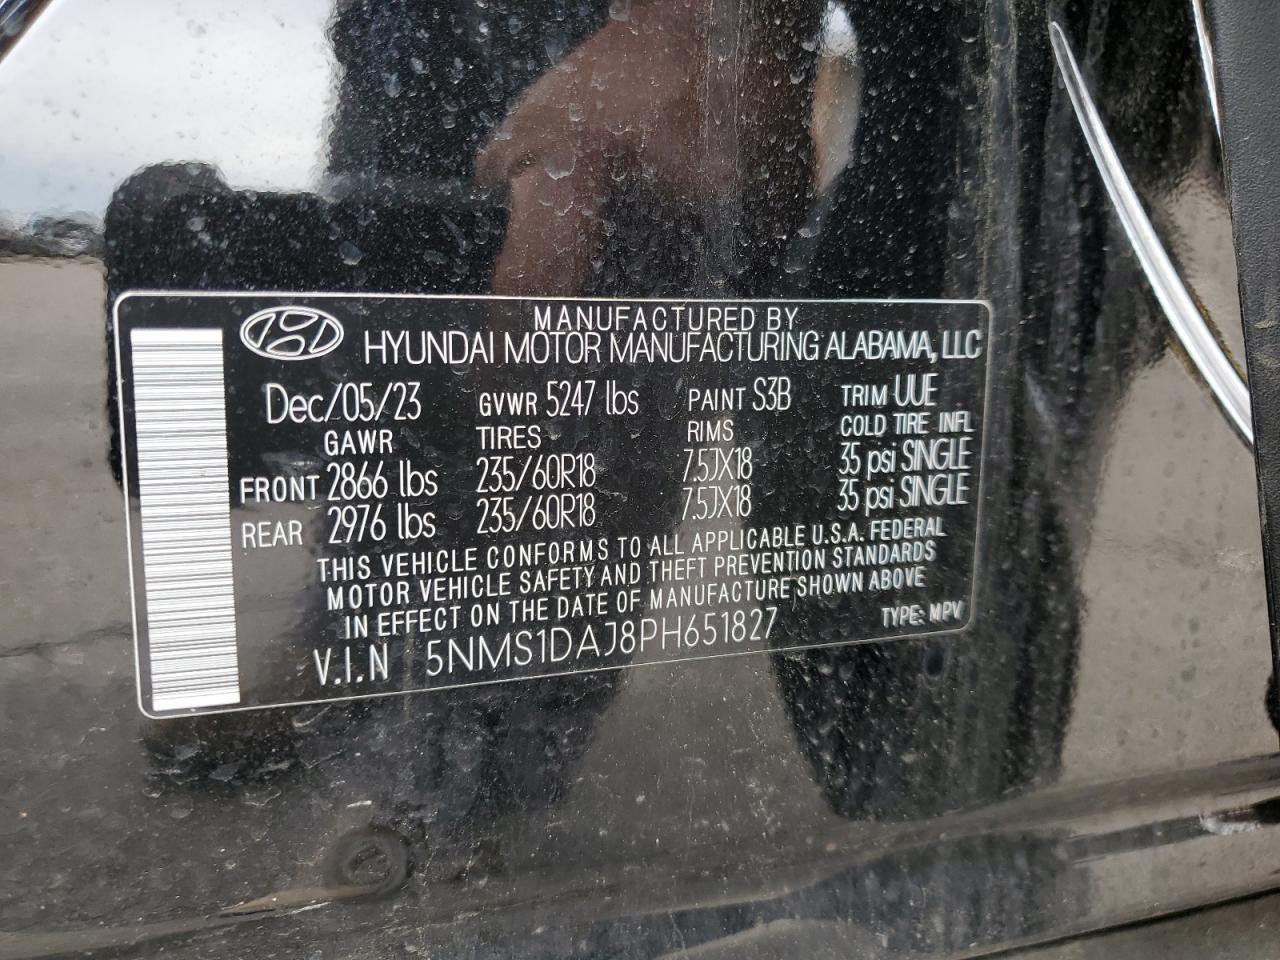 MANUFACTURED BY
HYUNDAI MOTOR MANUFACTURING ALABAMA, LLC
Dec/05/23 GVWR 5247 lbs PAINT S3B TRIM UUE
GAWR TIRES RIMS COLD TIRE INFL
FRONT 2866 lbs 235/60R18 7.5JX18 35 psi SINGLE
REAR 2976 lbs 235/60R18 7.5JX18 35 psi SINGLE
THIS VEHICLE CONFORMS TO ALL APPLICABLE U.S.A. FEDERAL
MOTOR VEHICLE SAFETY AND THEFT PREVENTION STANDARDS
IN EFFECT ON THE DATE OF MANUFACTURE SHOWN ABOVE
V.I.N 5NMS1DAJ8PH651827 TYPE: MPV